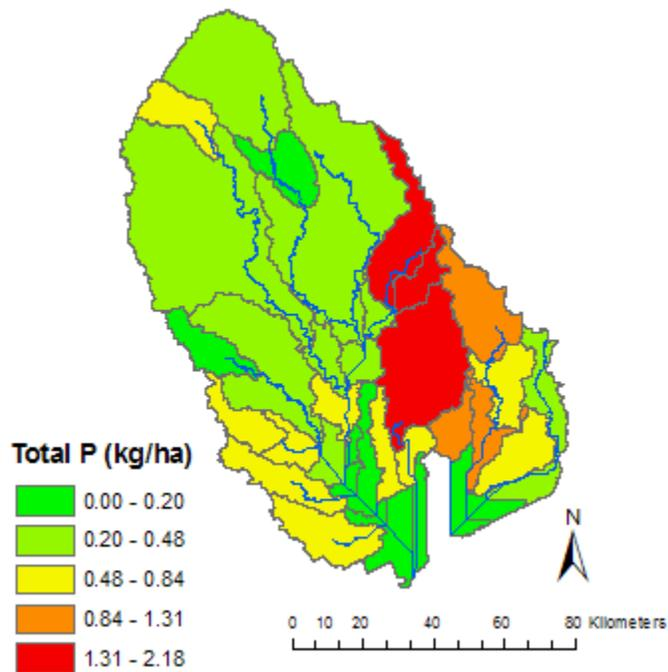 Total P (kg/ha)
0.00 - 0.20
0.20 - 0.48
0.48 - 0.84
0.84 - 1.31
1.31 - 2.18
N
0 10 20 40 60 80 Kilometers